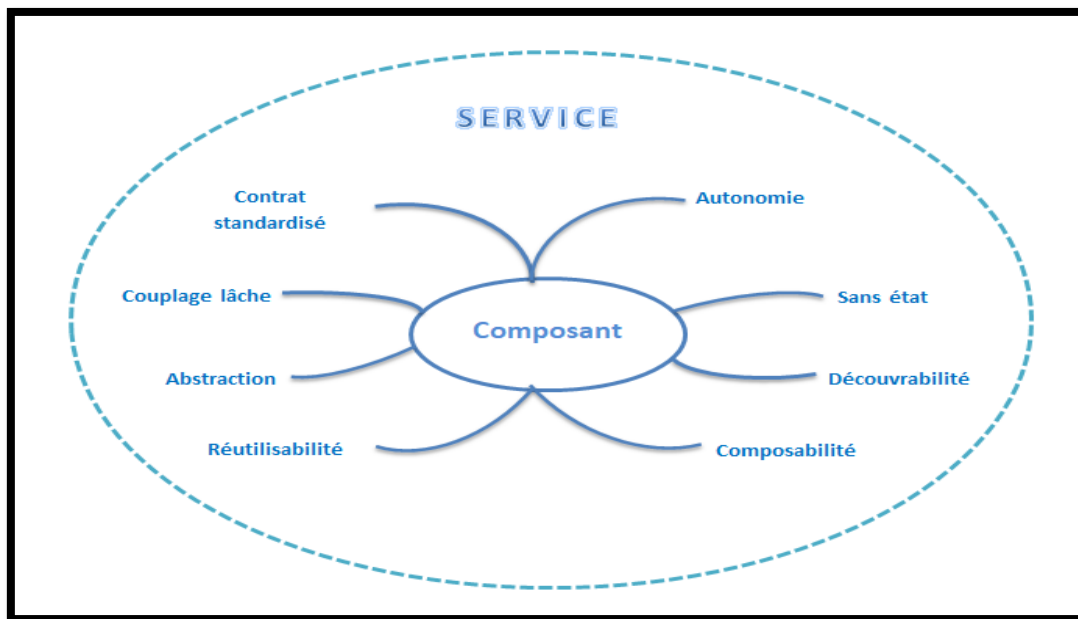 SERVICE
Contrat
standardisé
Autonomie
Couplage lâche
Sans état
Composant
Abstraction
Découvrabilité
Réutilisabilité
Composabilité